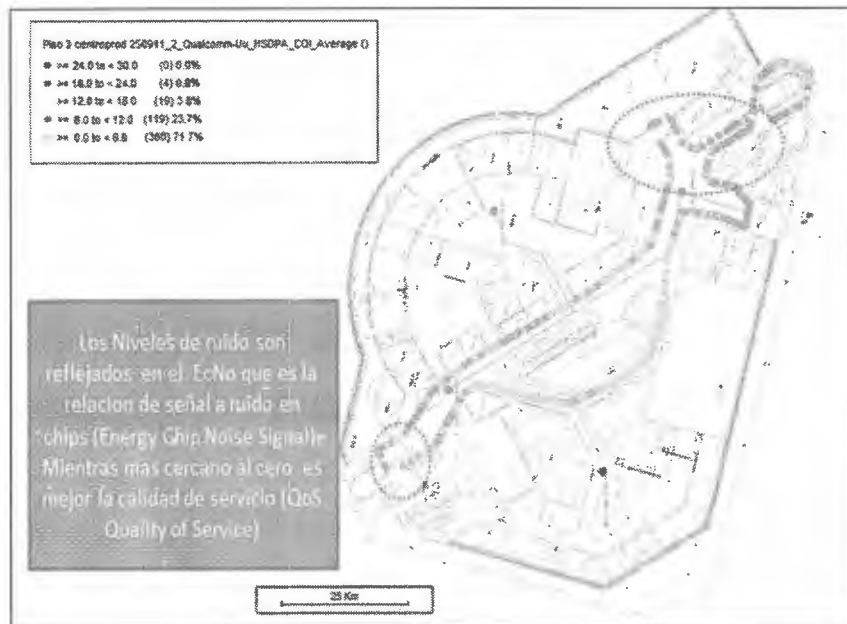 Piso 3 centroprod 250911_2_Qualcomm-Uu_HSDPA_CQI_Average ()
>= 24.0 to < 30.0 (0) 0.0%
>= 18.0 to < 24.0 (4) 0.8%
>= 12.0 to < 18.0 (19) 3.8%
>= 6.0 to < 12.0 (119) 23.7%
>= 0.0 to < 6.0 (360) 71.7%
Los Niveles de ruido son
reflejados en el EcNo que es la
relacion de señal a ruido en
chips (Energy Chip Noise Signal).
Mientras mas cercano al cero es
mejor la calidad de servicio (QoS
Quality of Service)
25 Km